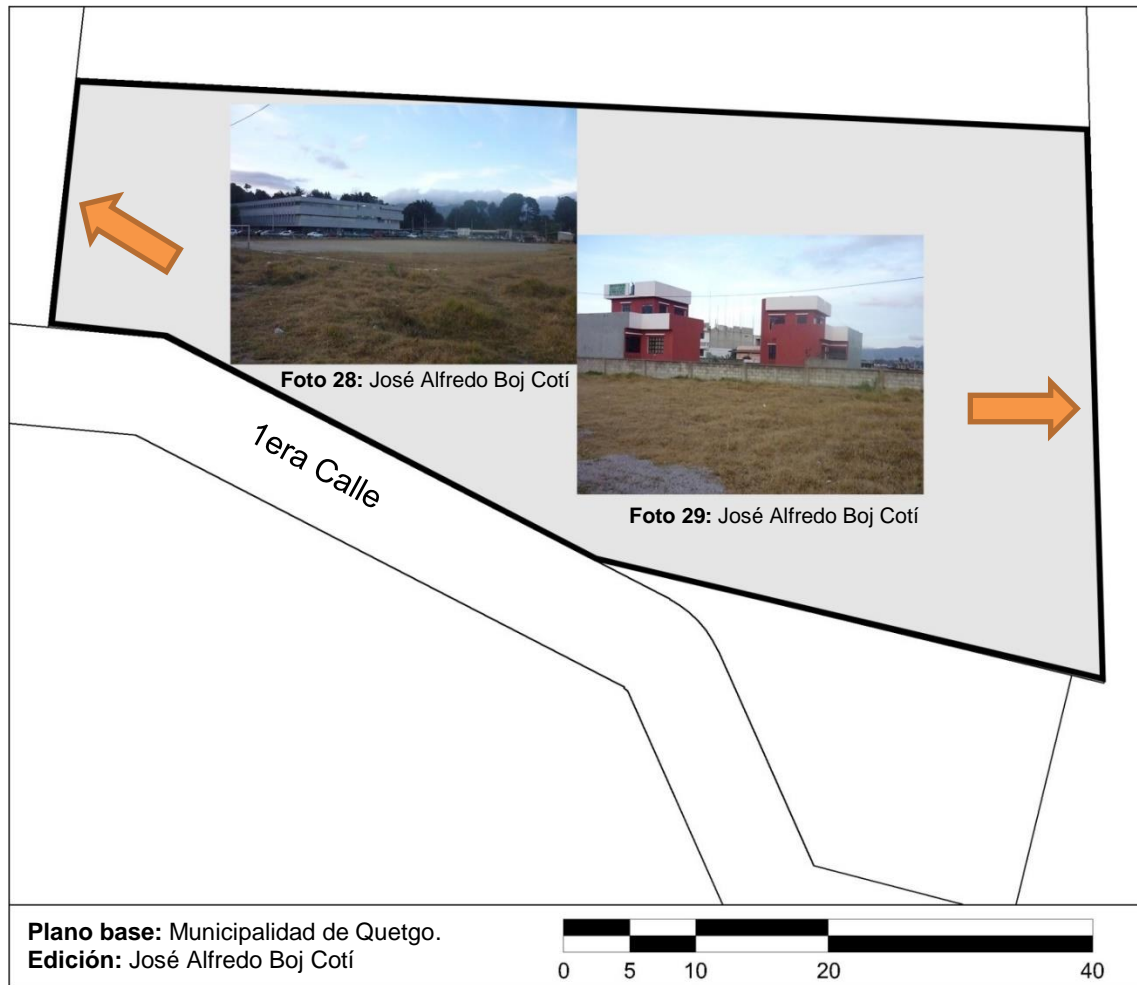 Foto 28: José Alfredo Boj Cotí
1era Calle
Foto 29: José Alfredo Boj Cotí
Plano base: Municipalidad de Quetgo.
Edición: José Alfredo Boj Cotí
0 5 10 20 40